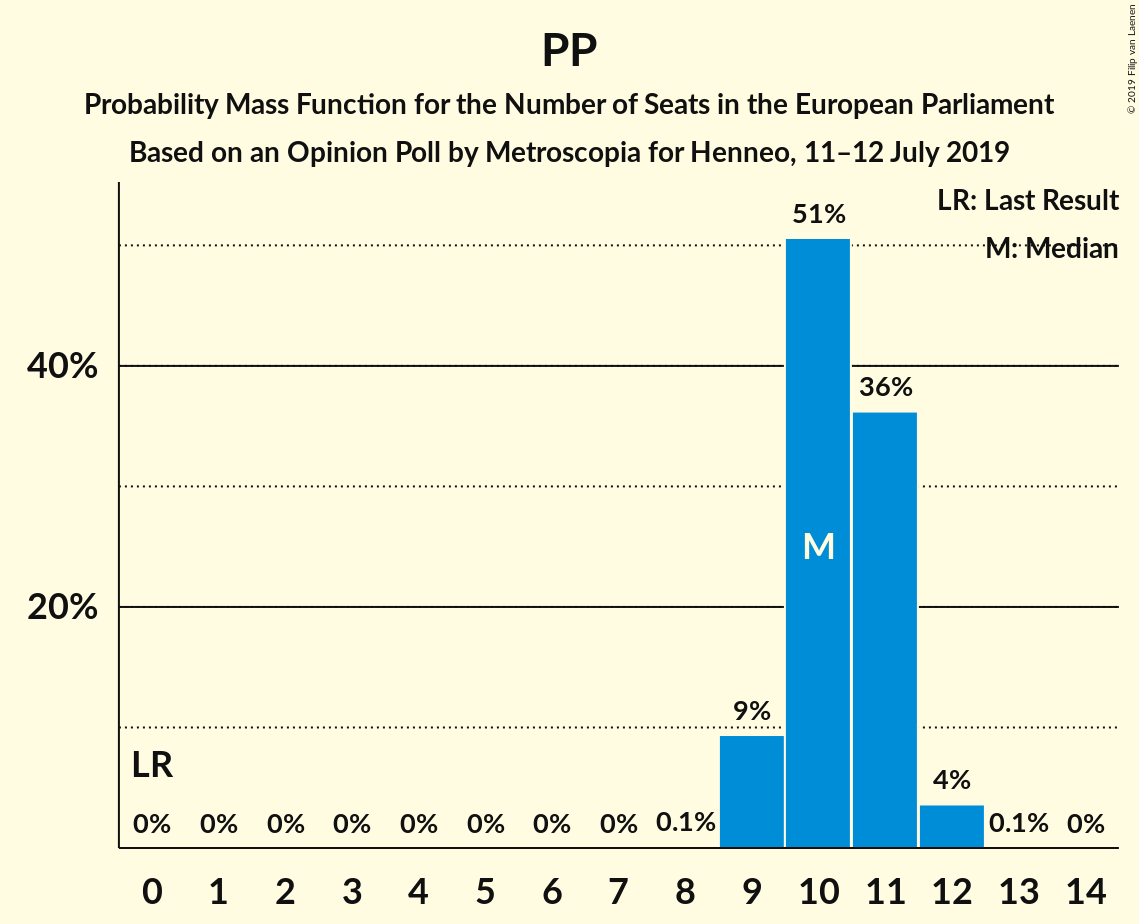 PP
Probability Mass Function for the Number of Seats in the European Parliament
Based on an Opinion Poll by Metroscopia for Henneo, 11–12 July 2019
© 2019 Filip van Laenen
LR: Last Result
M: Median
51%
40%
36%
M
20%
9%
LR
4%
0% 0% 0% 0% 0% 0% 0% 0% 0.1% 0.1% 0%
0 1 2 3 4 5 6 7 8 9 10 11 12 13 14